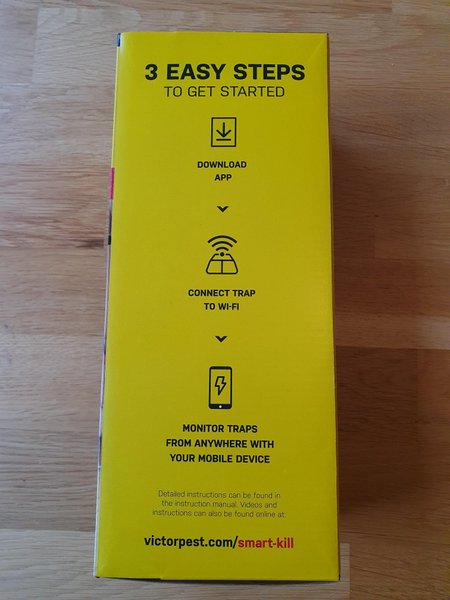 3 EASY STEPS
TO GET STARTED
DOWNLOAD
APP
CONNECT TRAP
TO WI-FI
MONITOR TRAPS
FROM ANYWHERE WITH
YOUR MOBILE DEVICE
Detailed instructions can be found in
the instruction manual. Videos and
instructions can also be found online at:
victorpest.com/smart-kill